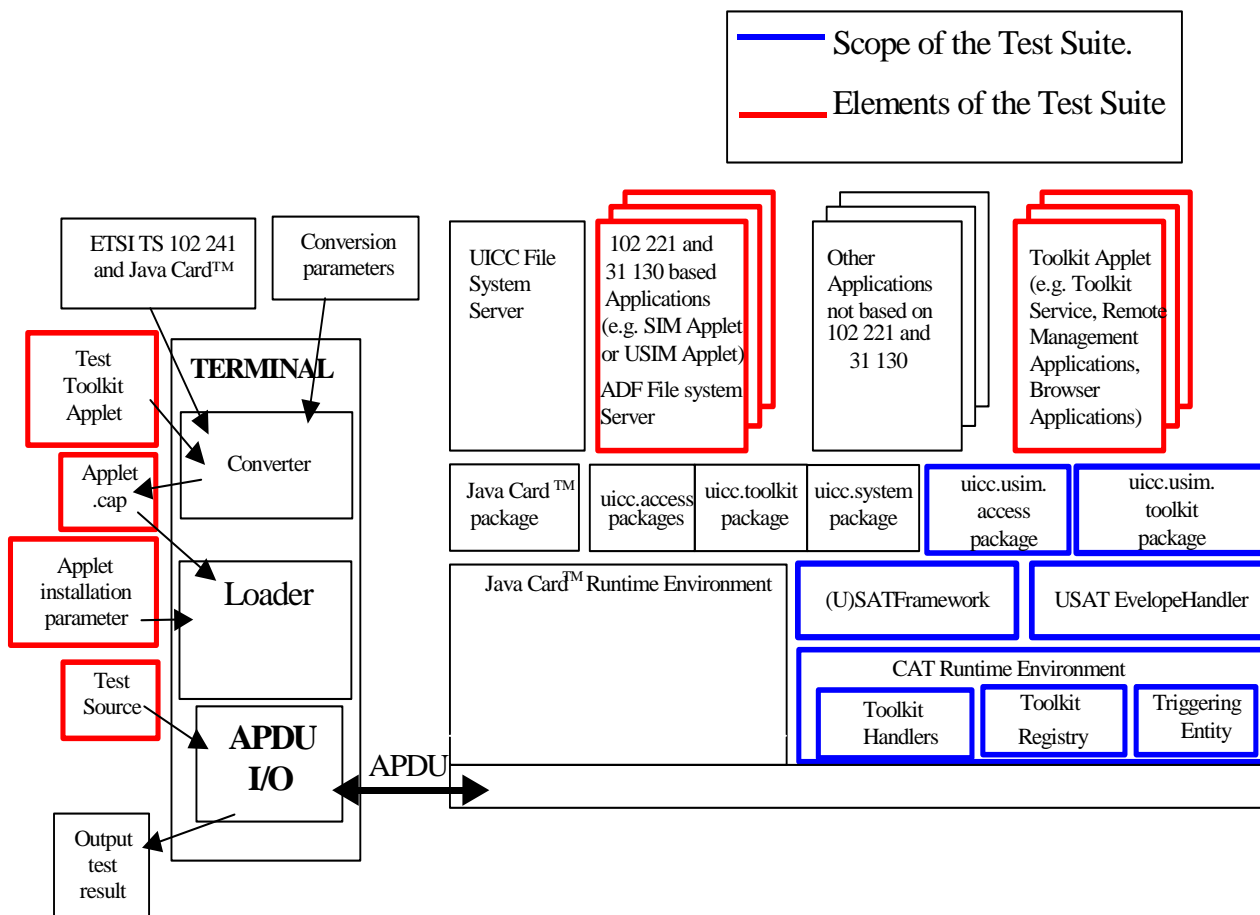 Scope of the Test Suite.
Elements of the Test Suite
ETSI TS 102 241
and Java Card™
Conversion
parameters
Test
Toolkit
Applet
Applet
.cap
Applet
installation
parameter
Test
Source
Output
test
result
TERMINAL
Converter
Loader
APDU
I/O
APDU
UICC File
System
Server
102 221 and
31 130 based
Applications
(e.g. SIM Applet
or USIM Applet)
ADF File system
Server
Other
Applications
not based on
102 221 and
31 130
Toolkit Applet
(e.g. Toolkit
Service, Remote
Management
Applications,
Browser
Applications)
Java Card ™
package
uicc.access
packages
uicc.toolkit
package
uicc.system
package
uicc.usim.
access
package
uicc.usim.
toolkit
package
Java Card™ Runtime Environment
(U)SATFramework
USAT EvelopeHandler
CAT Runtime Environment
Toolkit
Handlers
Toolkit
Registry
Triggering
Entity